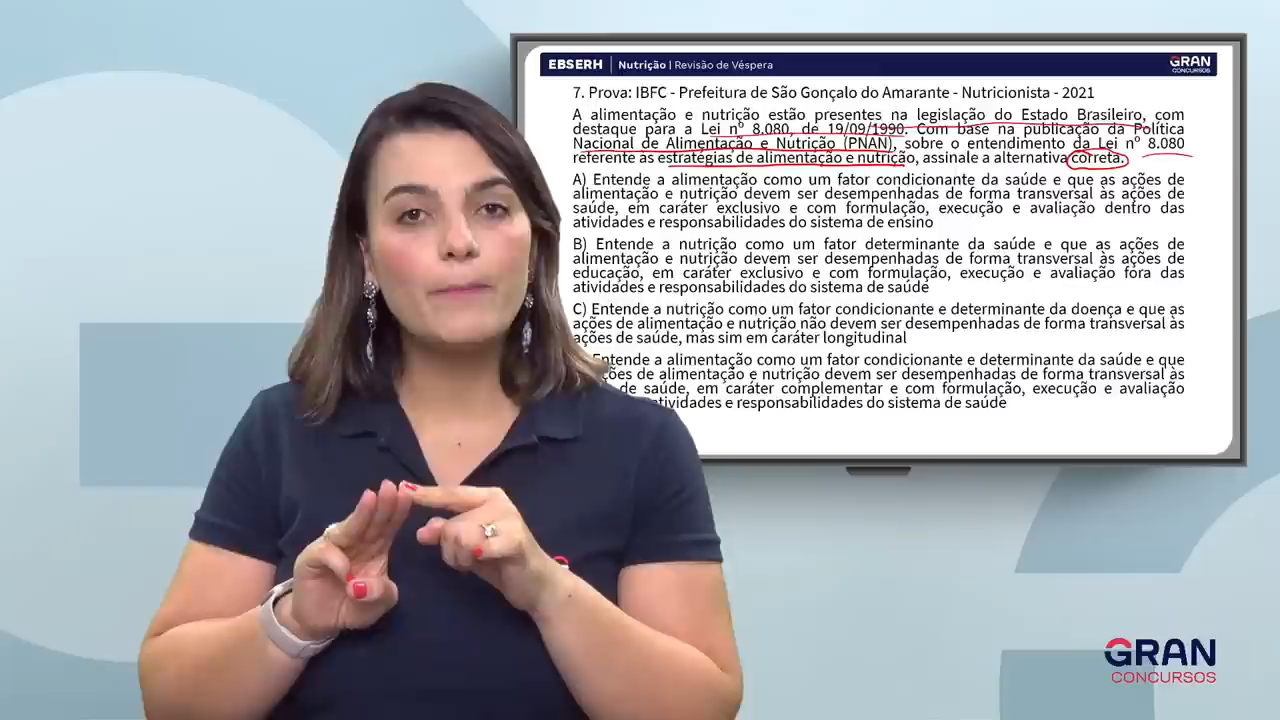 EBSERH | Nutrição | Revisão de Véspera
GRAN
CONCURSOS
7. Prova: IBFC - Prefeitura de São Gonçalo do Amarante - Nutricionista - 2021
A alimentação e nutrição estão presentes na legislação do Estado Brasileiro, com
destaque para a Lei nº 8.080, de 19/09/1990. Com base na publicação da Política
Nacional de Alimentação e Nutrição (PNAN), sobre o entendimento da Lei nº 8.080
referente as estratégias de alimentação e nutrição, assinale a alternativa correta.
A) Entende a alimentação como um fator condicionante da saúde e que as ações de
alimentação e nutrição devem ser desempenhadas de forma transversal às ações de
saúde, em caráter exclusivo e com formulação, execução e avaliação dentro das
atividades e responsabilidades do sistema de ensino
B) Entende a nutrição como um fator determinante da saúde e que as ações de
alimentação e nutrição devem ser desempenhadas de forma transversal às ações de
educação, em caráter exclusivo e com formulação, execução e avaliação fora das
atividades e responsabilidades do sistema de saúde
C) Entende a nutrição como um fator condicionante e determinante da doença e que as
ações de alimentação e nutrição não devem ser desempenhadas de forma transversal às
ações de saúde, mas sim em caráter longitudinal
Entende a alimentação como um fator condicionante e determinante da saúde e que
de alimentação e nutrição devem ser desempenhadas de forma transversal às
de saúde, em caráter complementar e com formulação, execução e avaliação
e responsabilidades do sistema de saúde
GRAN
CONCURSOS